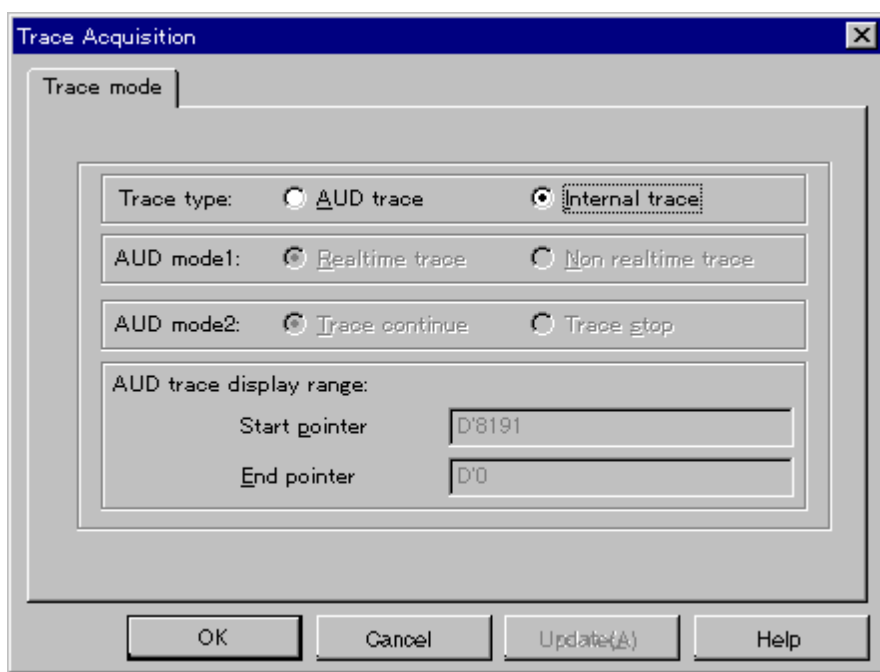 Trace Acquisition
Trace mode
Trace type: AUD trace Internal trace
AUD mode1: Realtime trace Non realtime trace
AUD mode2: Trace continue Trace stop
AUD trace display range:
Start pointer D'8191
End pointer D'0
OK Cancel Update(A) Help